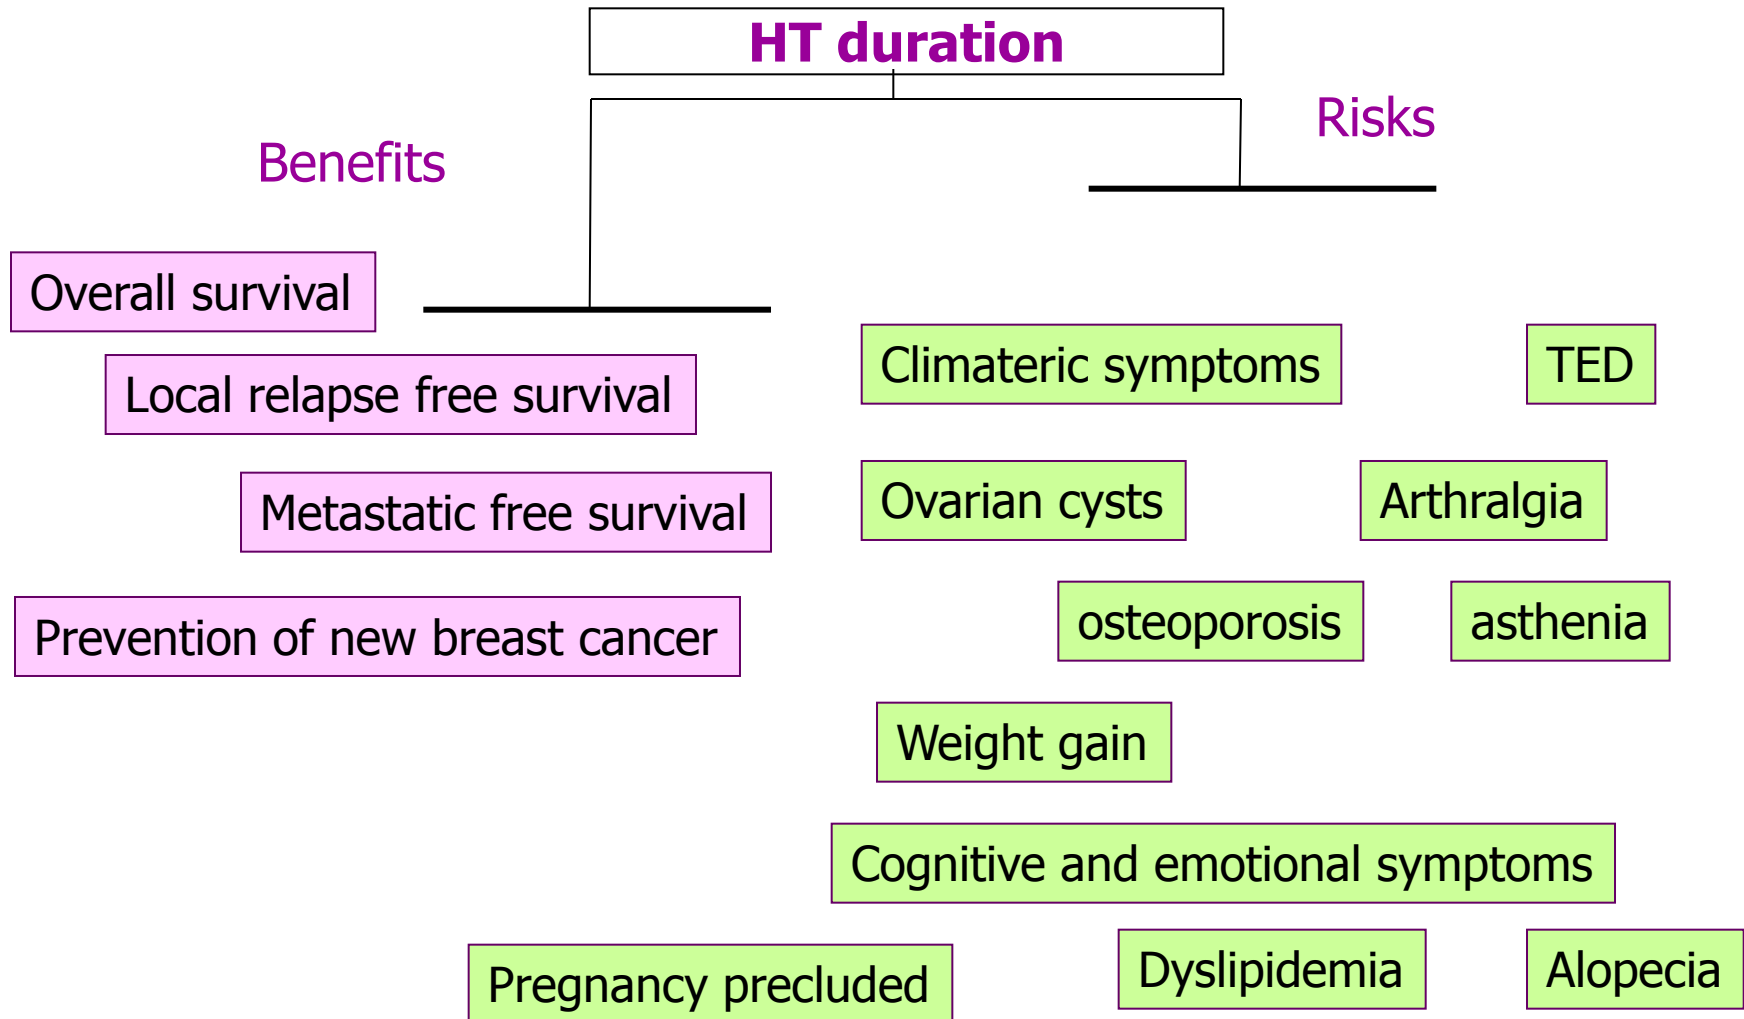 HT duration
Benefits
Risks
Overall survival
Local relapse free survival
Metastatic free survival
Prevention of new breast cancer
Climateric symptoms
TED
Ovarian cysts
Arthralgia
osteoporosis
asthenia
Weight gain
Cognitive and emotional symptoms
Pregnancy precluded
Dyslipidemia
Alopecia